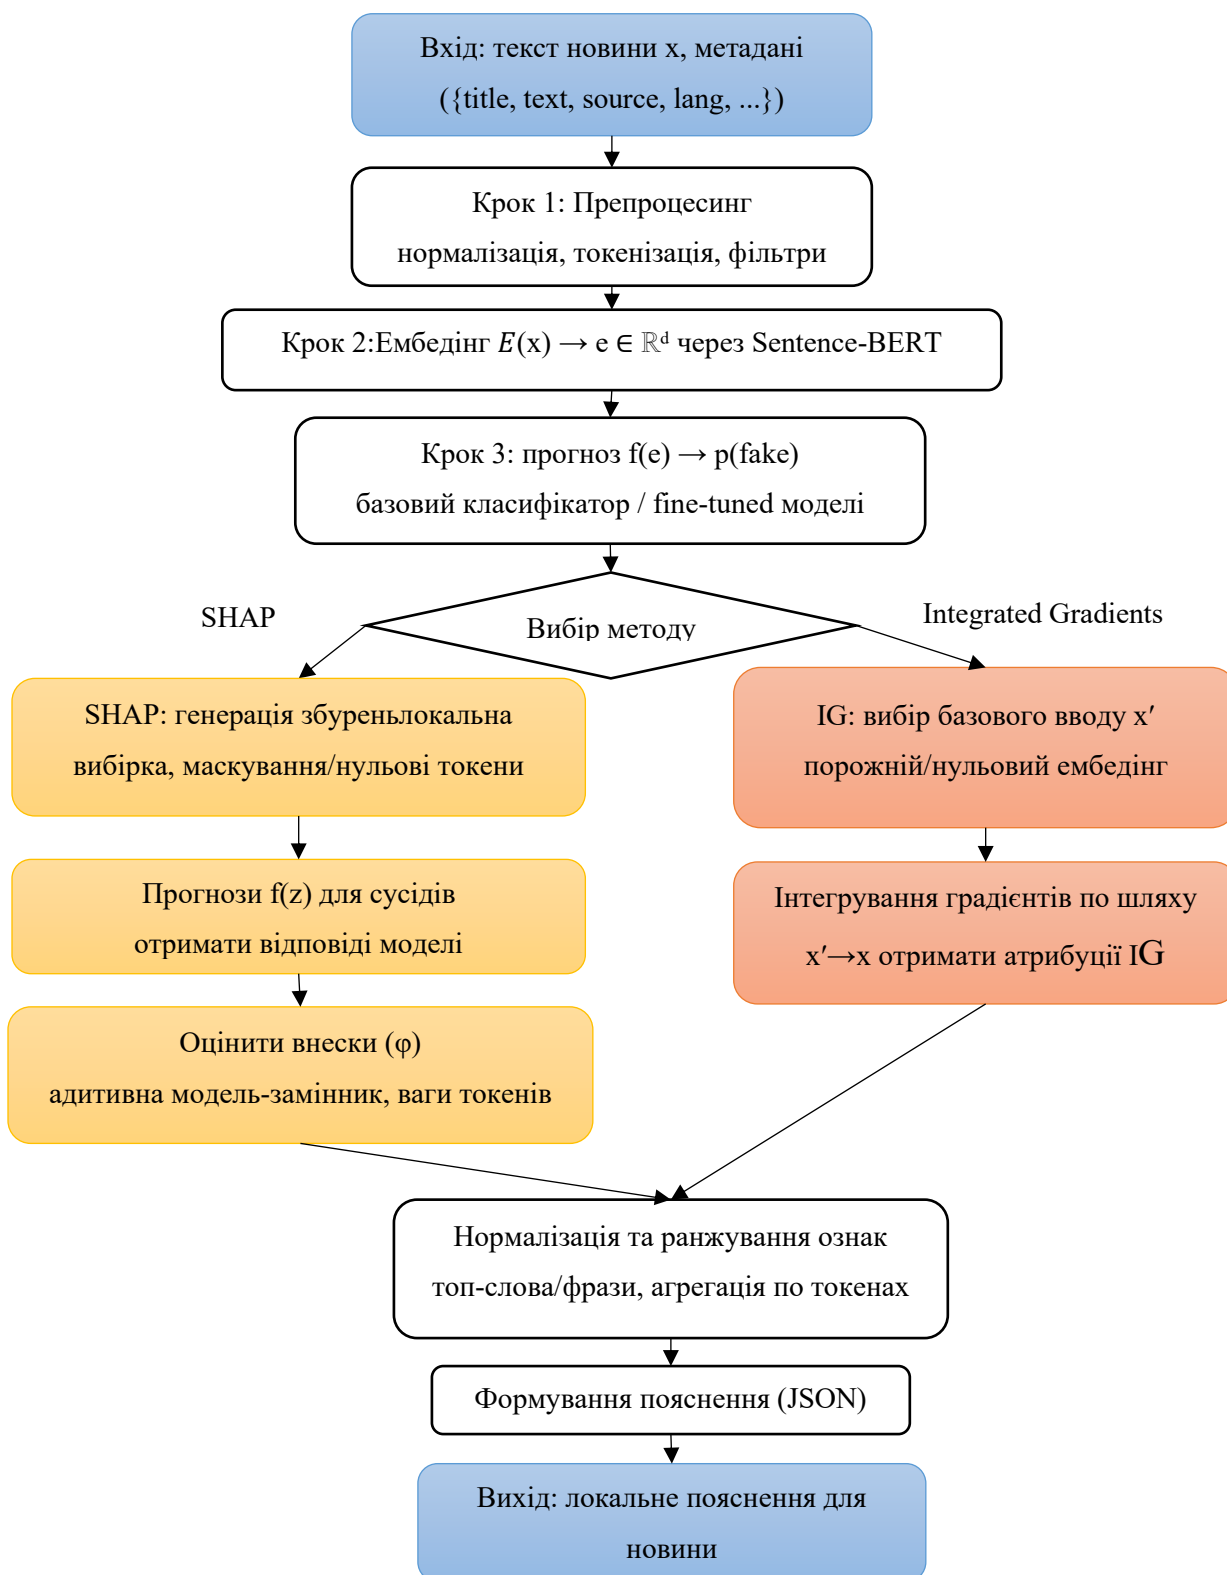 Вхід: текст новини x, метадані
({title, text, source, lang, ...})
Крок 1: Препроцесинг
нормалізація, токенізація, фільтри
Крок 2:Ембедінг E(x) → e ∈ ℝᵈ через Sentence-BERT
Крок 3: прогноз f(e) → p(fake)
базовий класифікатор / fine-tuned моделі
SHAP
Вибір методу
Integrated Gradients
SHAP: генерація збуреньлокальна
вибірка, маскування/нульові токени
Прогнози f(z) для сусідів
отримати відповіді моделі
Оцінити внески (φ)
адитивна модель-замінник, ваги токенів
IG: вибір базового вводу x′
порожній/нульовий ембедінг
Інтегрування градієнтів по шляху
x′→x отримати атрибуції IG
Нормалізація та ранжування ознак
топ-слова/фрази, агрегація по токенах
Формування пояснення (JSON)
Вихід: локальне пояснення для
новини